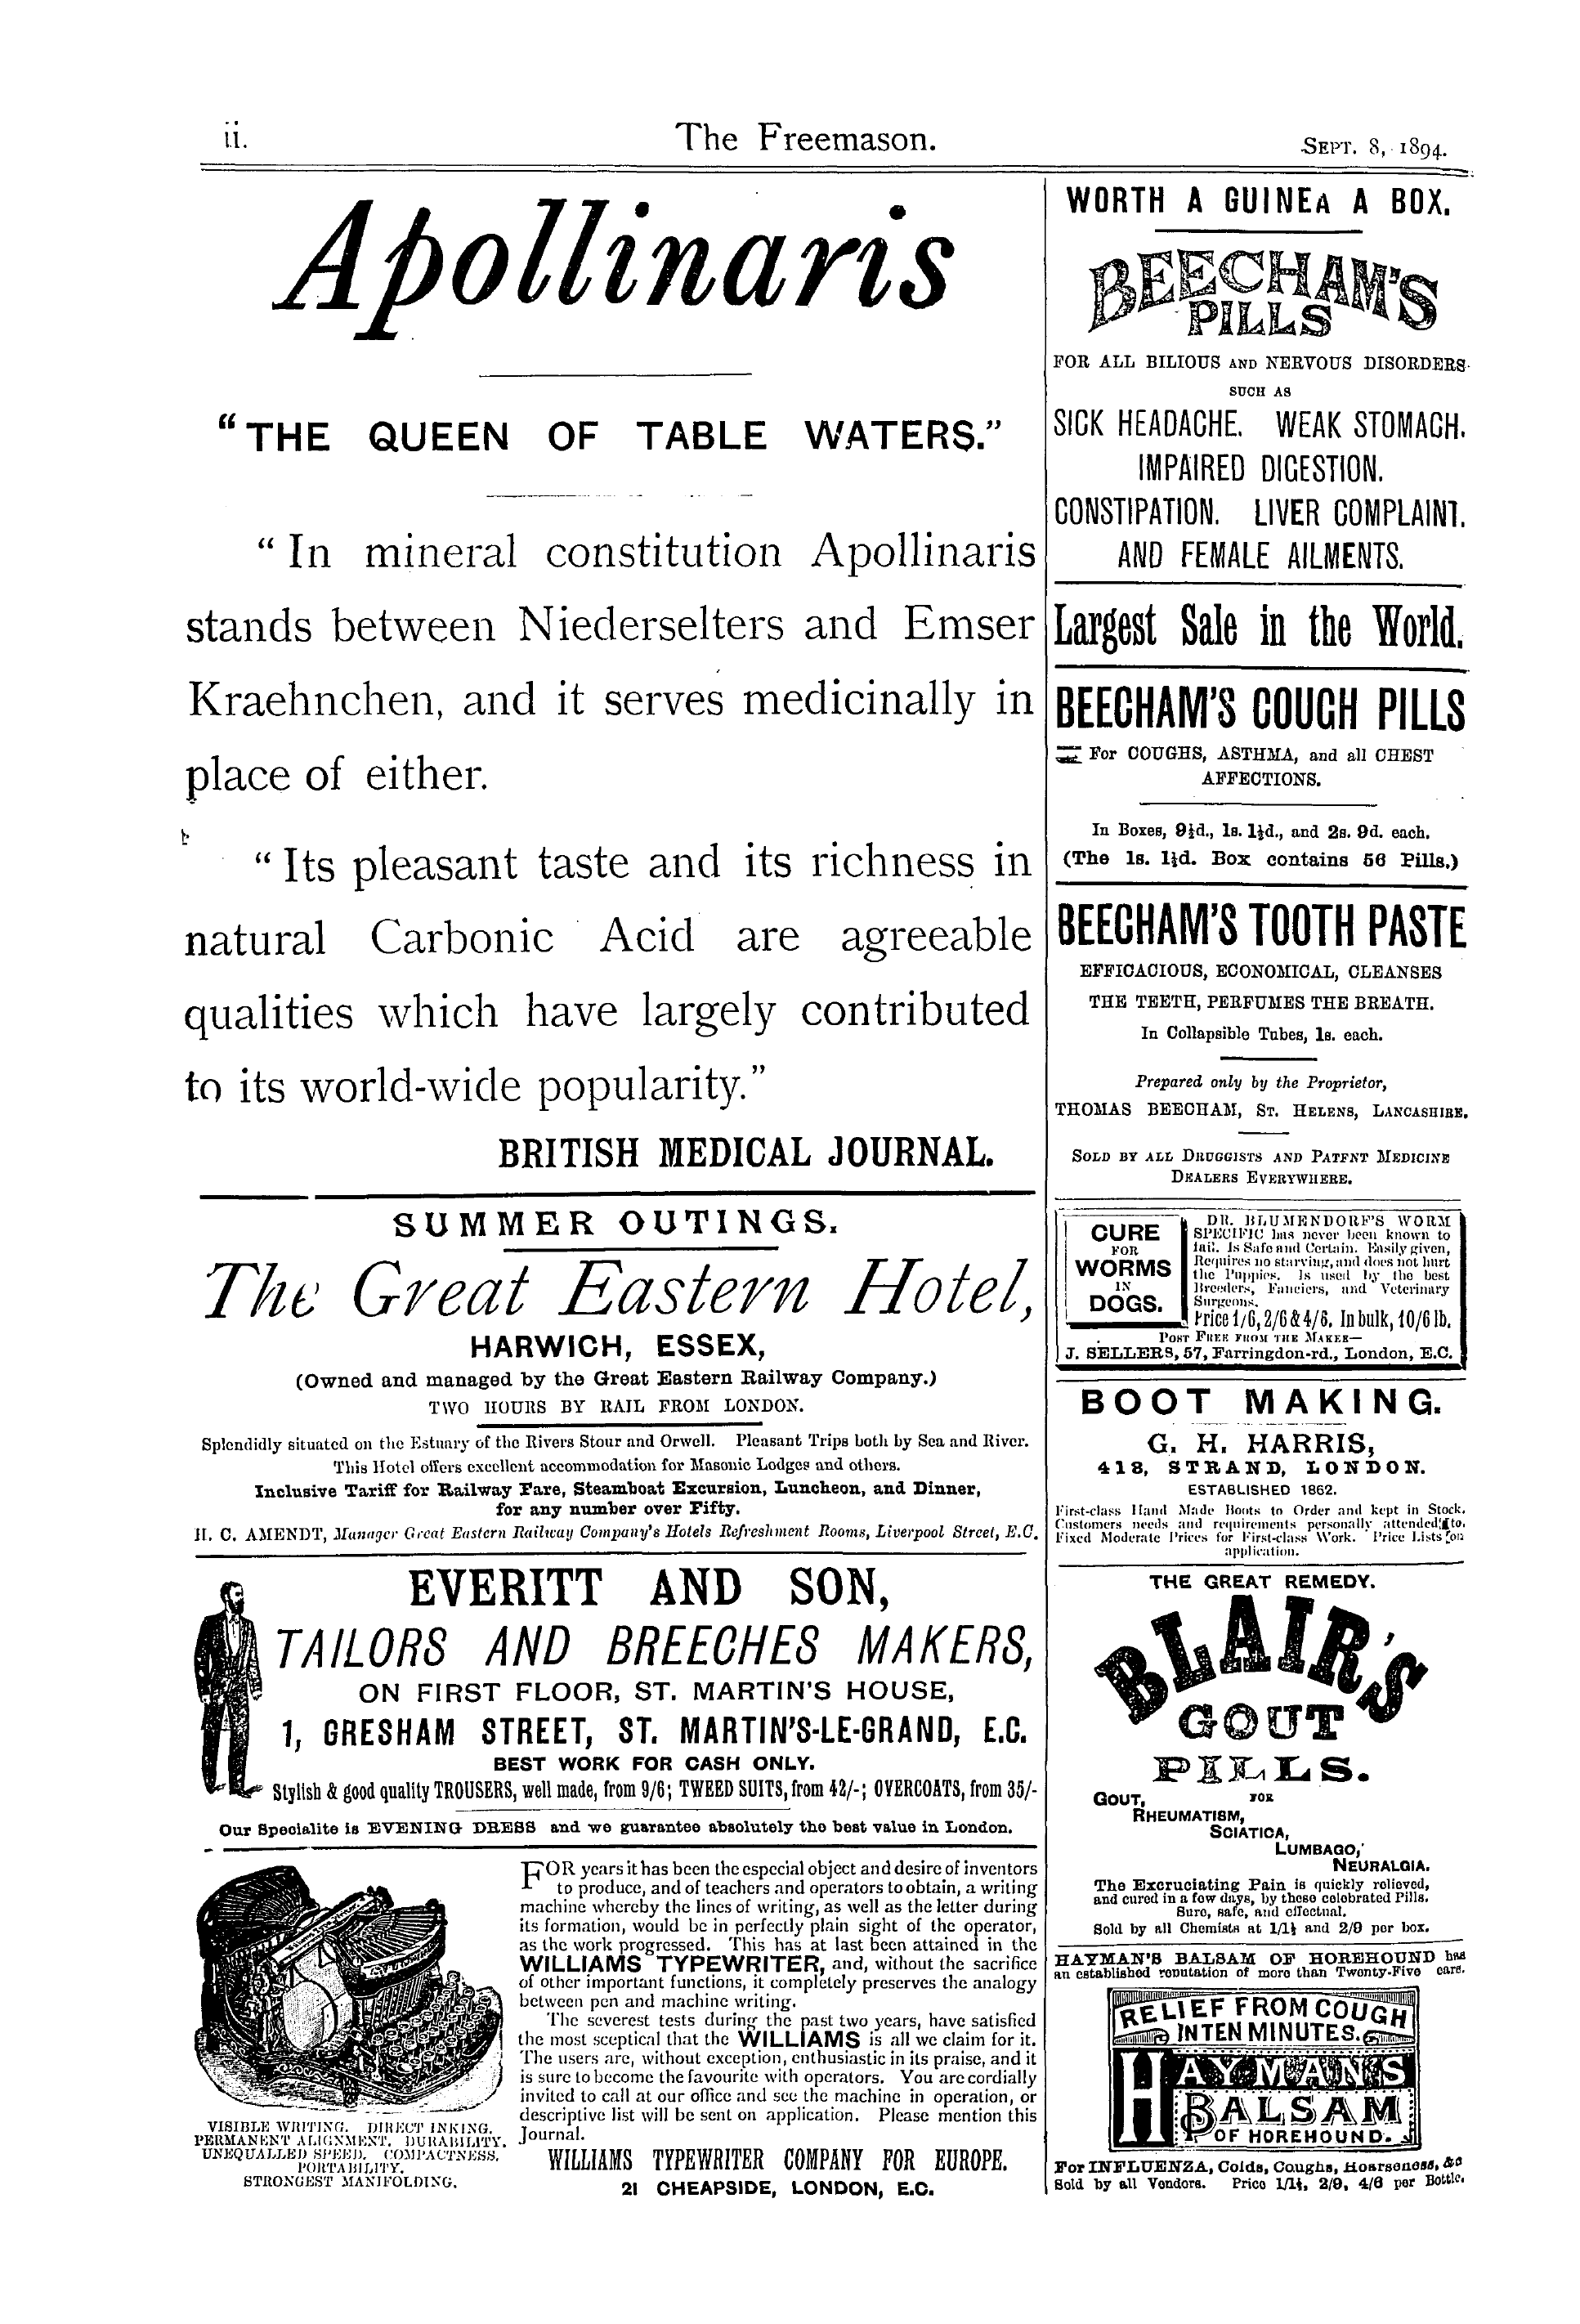 ii.
The Freemason.
SEPT. 8, 1894.
Apollinaris
"THE QUEEN OF TABLE WATERS."
"In mineral constitution Apollinaris
stands between Niederselters and Emser
Kraehnchen, and it serves medicinally in
place of either.
"Its pleasant taste and its richness in
natural Carbonic Acid are agreeable
qualities which have largely contributed
to its world-wide popularity."
BRITISH MEDICAL JOURNAL.
SUMMER OUTINGS.
The Great Eastern Hotel,
HARWICH, ESSEX,
(Owned and managed by the Great Eastern Railway Company.)
TWO HOURS BY RAIL FROM LONDON.
Splendidly situated on the Estuary of the Rivers Stour and Orwell. Pleasant Trips both by Sea and River.
This Hotel offers excellent accommodation for Masonic Lodges and others.
Inclusive Tariff for Railway Fare, Steamboat Excursion, Luncheon, and Dinner,
for any number over Fifty.
H. C. AMENDT, Manager Great Eastern Railway Company's Hotels Refreshment Rooms, Liverpool Street, E.C.
EVERITT AND SON,
TAILORS AND BREECHES MAKERS,
ON FIRST FLOOR, ST. MARTIN'S HOUSE,
1, GRESHAM STREET, ST. MARTIN'S-LE-GRAND, E.C.
BEST WORK FOR CASH ONLY.
Stylish & good quality TROUSERS, well made, from 9/6; TWEED SUITS, from 42/-; OVERCOATS, from 35/-
Our Specialite is EVENING DRESS and we guarantee absolutely the best value in London.
VISIBLE WRITING. DIRECT INKING.
PERMANENT ALIGNMENT. DURABILITY.
UNEQUALLED SPEED. COMPACTNESS.
PORTABILITY.
STRONGEST MANIFOLDING.
FOR years it has been the especial object and desire of inventors
to produce, and of teachers and operators to obtain, a writing
machine whereby the lines of writing, as well as the letter during
its formation, would be in perfectly plain sight of the operator,
as the work progressed. This has at last been attained in the
WILLIAMS TYPEWRITER, and, without the sacrifice
of other important functions, it completely preserves the analogy
between pen and machine writing.
The severest tests during the past two years, have satisfied
the most sceptical that the WILLIAMS is all we claim for it.
The users are, without exception, enthusiastic in its praise, and it
is sure to become the favourite with operators. You are cordially
invited to call at our office and see the machine in operation, or
descriptive list will be sent on application. Please mention this
Journal.
WILLIAMS TYPEWRITER COMPANY FOR EUROPE.
21 CHEAPSIDE, LONDON, E.C.
WORTH A GUINEA A BOX.
BEECHAM'S
PILLS
FOR ALL BILIOUS AND NERVOUS DISORDERS
SUCH AS
SICK HEADACHE. WEAK STOMACH.
IMPAIRED DIGESTION.
CONSTIPATION. LIVER COMPLAINT.
AND FEMALE AILMENTS.
Largest Sale in the World.
BEECHAM'S COUGH PILLS
For COUGHS, ASTHMA, and all CHEST
AFFECTIONS.
In Boxes, 9½d., 1s. 1½d., and 2s. 9d. each.
(The 1s. 1½d. Box contains 56 Pills.)
BEECHAM'S TOOTH PASTE
EFFICACIOUS, ECONOMICAL, CLEANSES
THE TEETH, PERFUMES THE BREATH.
In Collapsible Tubes, 1s. each.
Prepared only by the Proprietor,
THOMAS BEECHAM, ST. HELENS, LANCASHIRE.
SOLD BY ALL DRUGGISTS AND PATENT MEDICINE
DEALERS EVERYWHERE.
CURE
FOR
WORMS
IN
DOGS.
DR. BLUMENDORF'S WORM
SPECIFIC has never been known to
fail. Is Safe and Certain. Easily given,
Requires no starving, and does not hurt
the Puppies. Is used by the best
Breeders, Fanciers, and Veterinary
Surgeons.
Price 1/6, 2/6 & 4/6. In bulk, 10/6 lb.
POST FREE FROM THE MAKER—
J. SELLERS, 57, Farringdon-rd., London, E.C.
BOOT MAKING.
G. H. HARRIS,
418, STRAND, LONDON.
ESTABLISHED 1862.
First-class Hand Made Boots to Order and kept in Stock.
Customers needs and requirements personally attended to.
Fixed Moderate Prices for First-class Work. Price Lists on
application.
THE GREAT REMEDY.
BLAIR'S
GOUT
PILLS.
FOR
GOUT,
RHEUMATISM,
SCIATICA,
LUMBAGO,
NEURALGIA.
The Excruciating Pain is quickly relieved,
and cured in a few days, by these celebrated Pills.
Sure, safe, and effectual.
Sold by all Chemists at 1/1½ and 2/9 per box.
HAYMAN'S BALSAM OF HOREHOUND has
an established reputation of more than Twenty-Five ears.
RELIEF FROM COUGH
IN TEN MINUTES.
HAYMAN'S
BALSAM
OF HOREHOUND.
For INFLUENZA, Colds, Coughs, Hoarseness, &c
Sold by all Vendors. Price 1/1½, 2/9, 4/6 per Bottle.